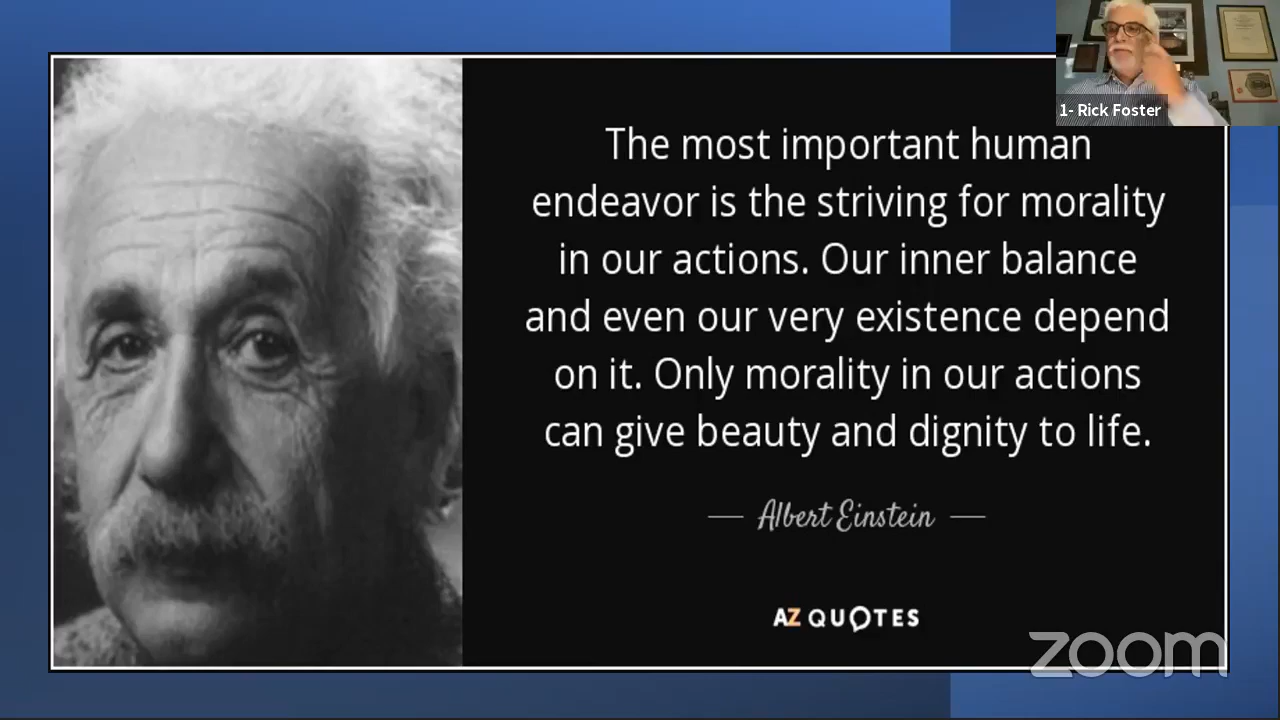 1- Rick Foster
The most important human
endeavor is the striving for morality
in our actions. Our inner balance
and even our very existence depend
on it. Only morality in our actions
can give beauty and dignity to life.
— Albert Einstein —
AZ QUOTES
zoom